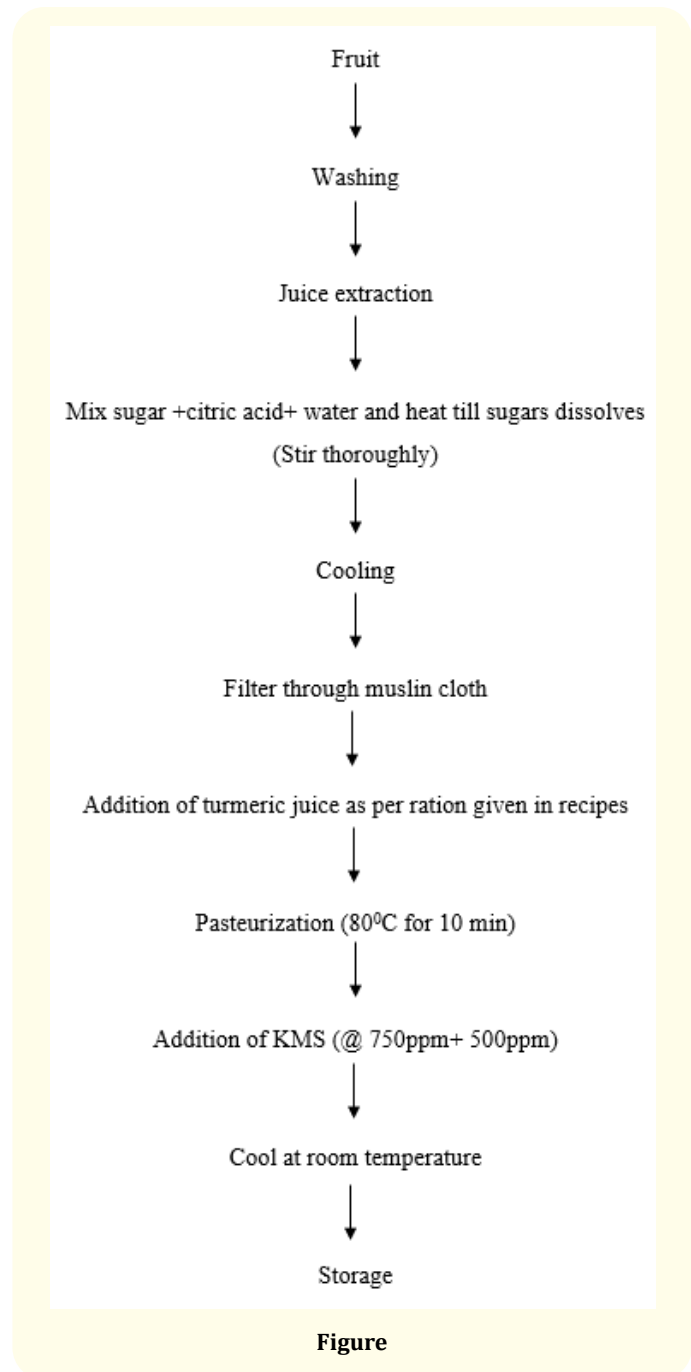 Fruit
Washing
Juice extraction
Mix sugar +citric acid+ water and heat till sugars dissolves
(Stir thoroughly)
Cooling
Filter through muslin cloth
Addition of turmeric juice as per ration given in recipes
Pasteurization (80⁰C for 10 min)
Addition of KMS (@ 750ppm+ 500ppm)
Cool at room temperature
Storage
Figure